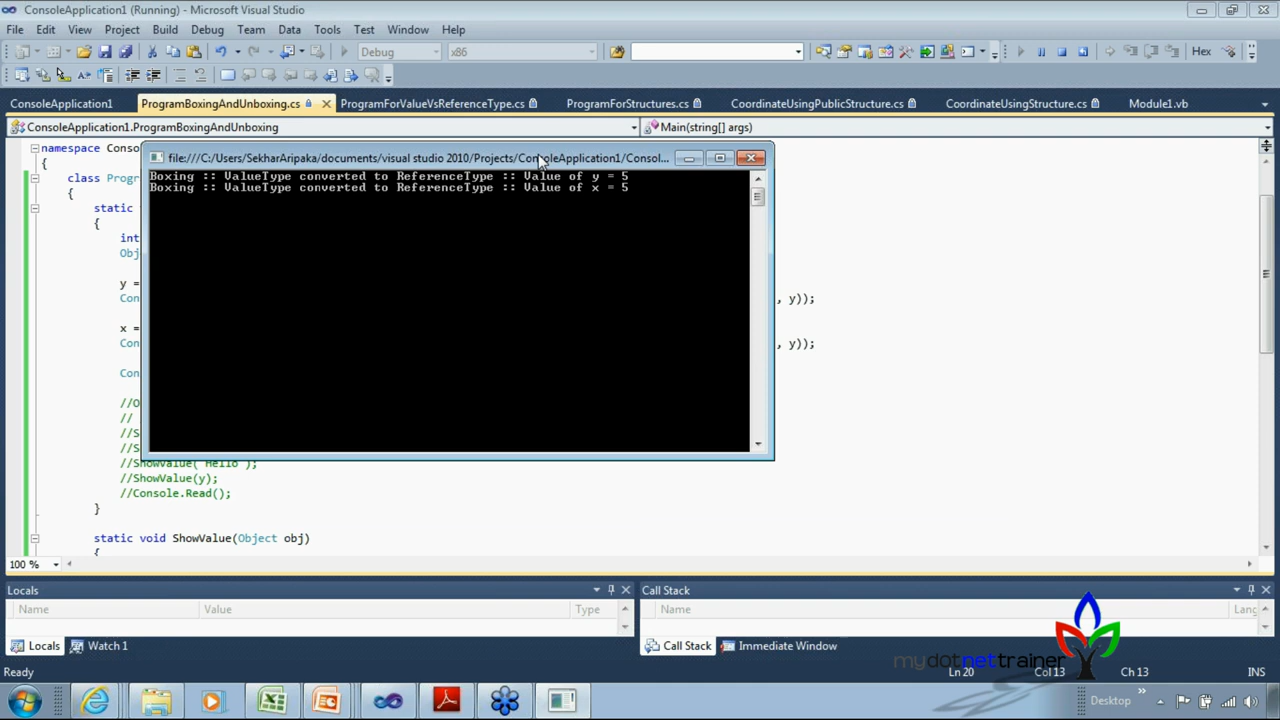 ConsoleApplication1 (Running) - Microsoft Visual Studio
File Edit View Project Build Debug Team Data Tools Test Window Help
Debug x86 Hex
ConsoleApplication1 ProgramBoxingAndUnboxing.cs ProgramForValueVsReferenceType.cs ProgramForStructures.cs CoordinateUsingPublicStructure.cs CoordinateUsingStructure.cs Module1.vb
ConsoleApplication1.ProgramBoxingAndUnboxing Main(string[] args)
namespace Conso
{
file:///C:/Users/SekharAripaka/documents/visual studio 2010/Projects/ConsoleApplication1/Consol...
Boxing :: ValueType converted to ReferenceType :: Value of y = 5
Boxing :: ValueType converted to ReferenceType :: Value of x = 5
class Progr
{
static
{
int
Obj
y =
Con , y));
x =
Con , y));
Con
//O
//
//S
//S
//ShowValue("Hello");
//ShowValue(y);
//Console.Read();
}
static void ShowValue(Object obj)
{
100 %
Locals Call Stack
Name Value Type Name Lang
Locals Watch 1 Call Stack Immediate Window
mydotnettrainer
Ready Ln 20 Col 13 Ch 13 INS
Desktop